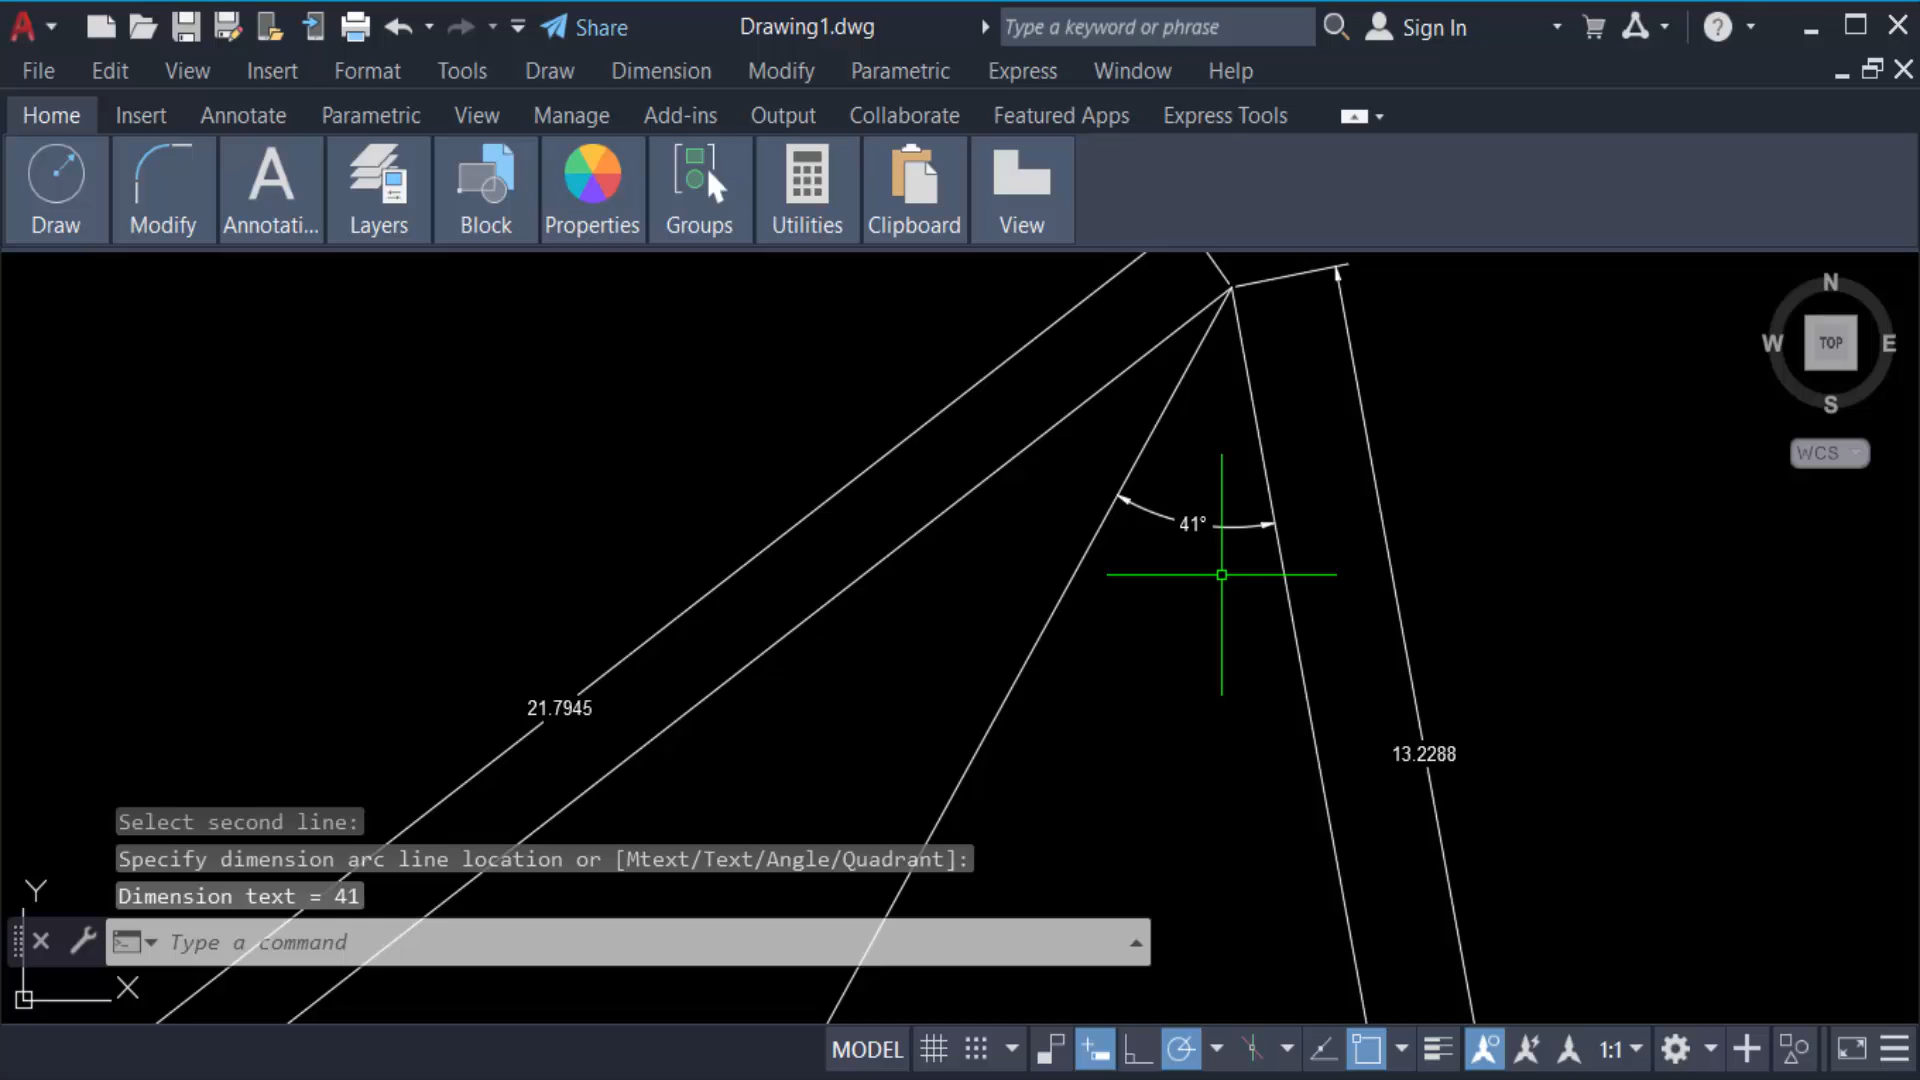 Share
Drawing1.dwg
Type a keyword or phrase
Sign In
File Edit View Insert Format Tools Draw Dimension Modify Parametric Express Window Help
Home Insert Annotate Parametric View Manage Add-ins Output Collaborate Featured Apps Express Tools
Draw Modify Annotati... Layers Block Properties Groups Utilities Clipboard View
N
W TOP E
S
WCS
41°
21.7945
13.2288
Select second line:
Specify dimension arc line location or [Mtext/Text/Angle/Quadrant]:
Dimension text = 41
Y
Type a command
X
MODEL 1:1